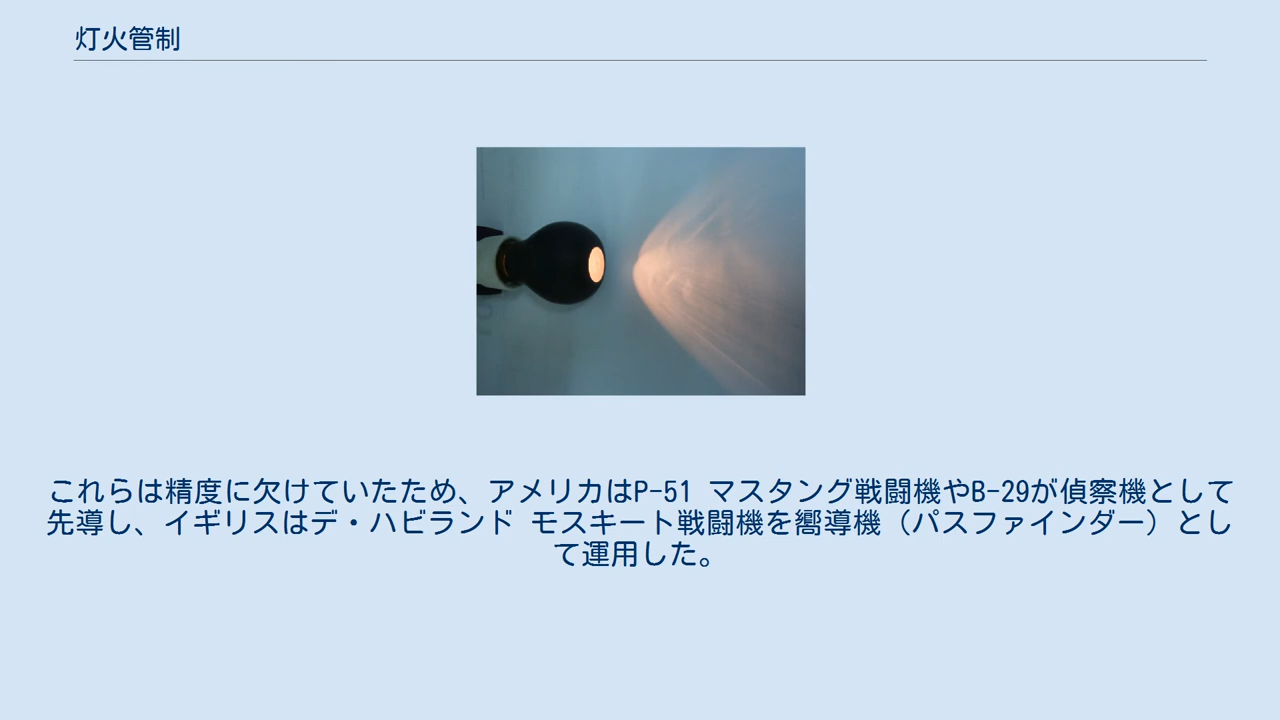 灯火管制
これらは精度に欠けていたため、アメリカはP-51 マスタング戦闘機やB-29が偵察機として
先導し、イギリスはデ・ハビランド モスキート戦闘機を嚮導機（パスファインダー）とし
て運用した。